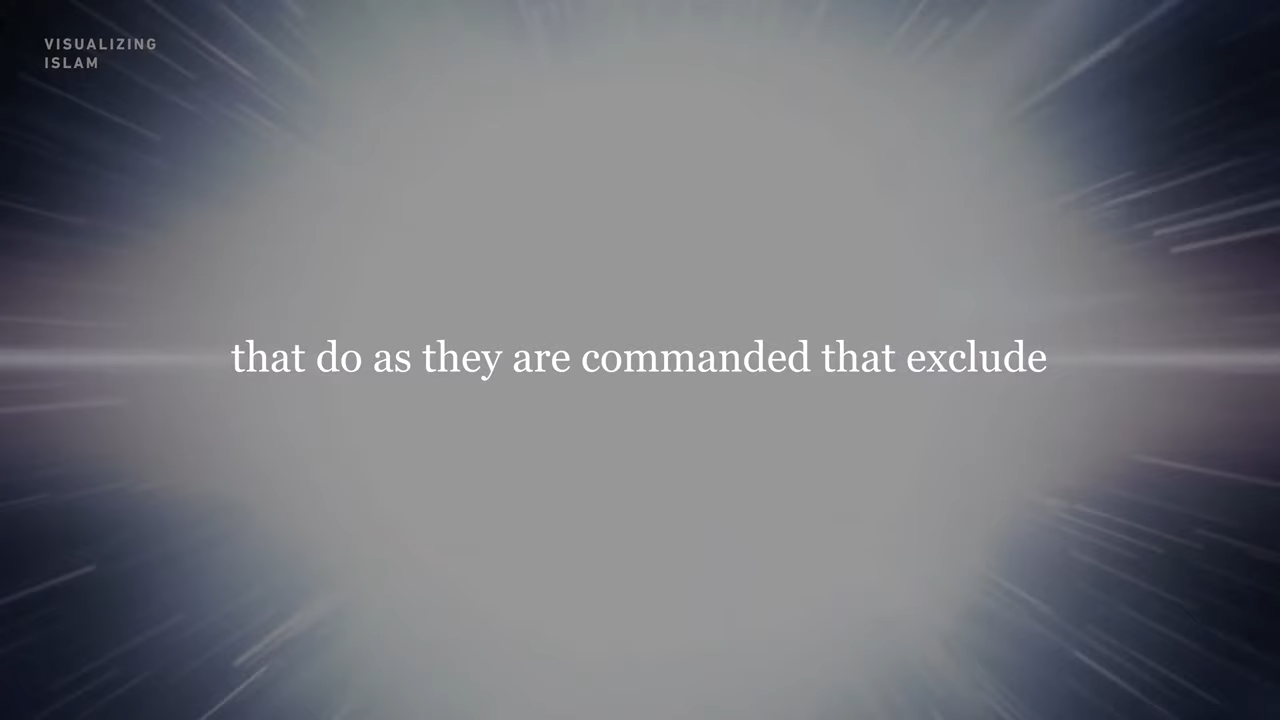 VISUALIZING
ISLAM
that do as they are commanded that exclude